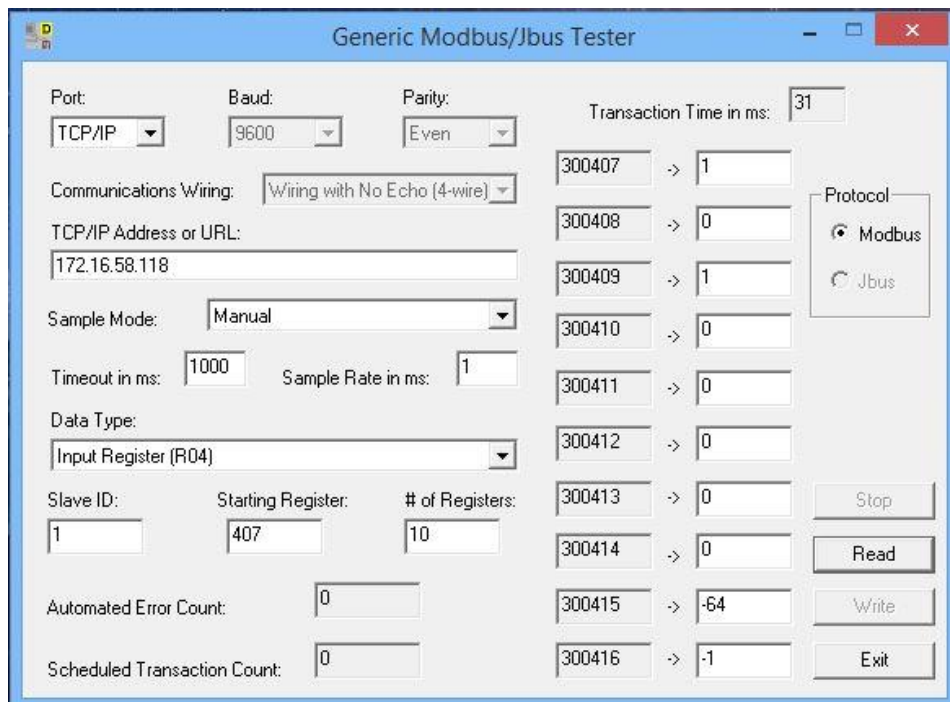 Generic Modbus/Jbus Tester
Port: Baud: Parity:
TCP/IP 9600 Even
Communications Wiring: Wiring with No Echo (4-wire)
TCP/IP Address or URL:
172.16.58.118
Sample Mode: Manual
Timeout in ms: 1000 Sample Rate in ms: 1
Data Type:
Input Register (R04)
Slave ID: Starting Register: # of Registers:
1 407 10
Automated Error Count: 0
Scheduled Transaction Count: 0
Transaction Time in ms: 31
300407 -> 1
300408 -> 0
300409 -> 1
300410 -> 0
300411 -> 0
300412 -> 0
300413 -> 0
300414 -> 0
300415 -> -64
300416 -> -1
Protocol
Modbus
Jbus
Stop
Read
Write
Exit